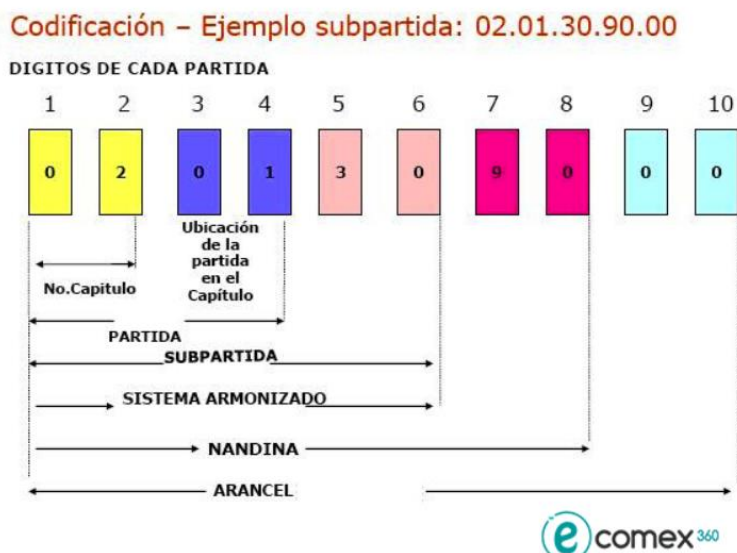 Codificación – Ejemplo subpartida: 02.01.30.90.00
DIGITOS DE CADA PARTIDA
1 2 3 4 5 6 7 8 9 10
0 2 0 1 3 0 9 0 0 0
Ubicación
de la
partida
en el
Capítulo
No.Capitulo
PARTIDA
SUBPARTIDA
SISTEMA ARMONIZADO
NANDINA
ARANCEL
e comex 360